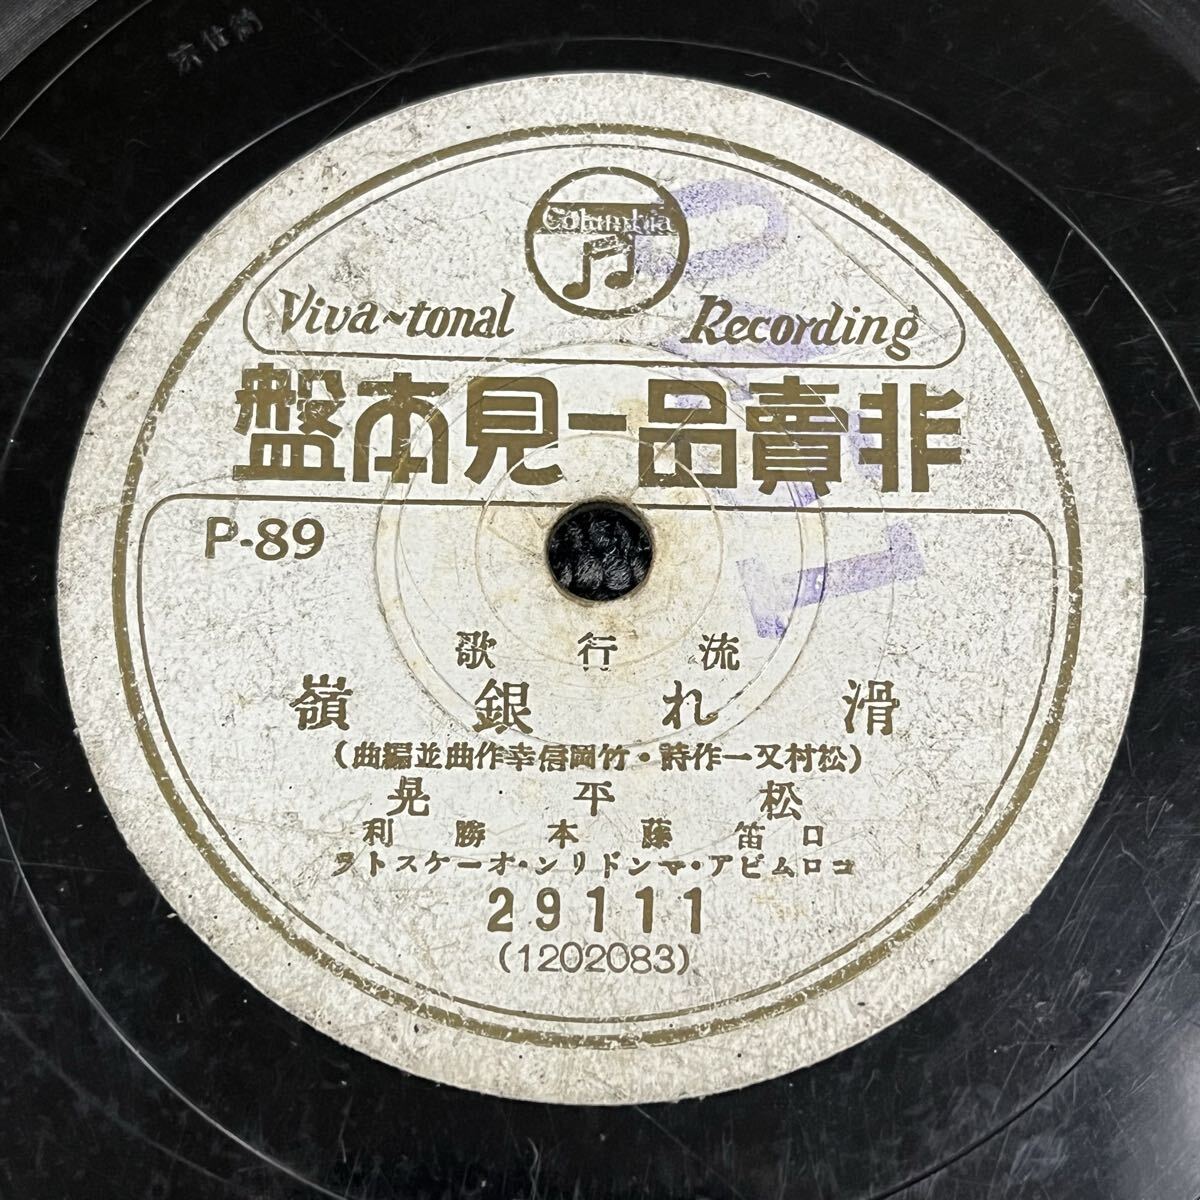 Columbia
Viva-tonal Recording
非賣品—見本盤
P-89
流行歌
滑れ銀嶺
(松村又一作詩・竹岡信幸作曲並編曲)
松平晃
口笛 藤本勝利
コロムビア・マンドリン・オーケストラ
29111
(1202083)